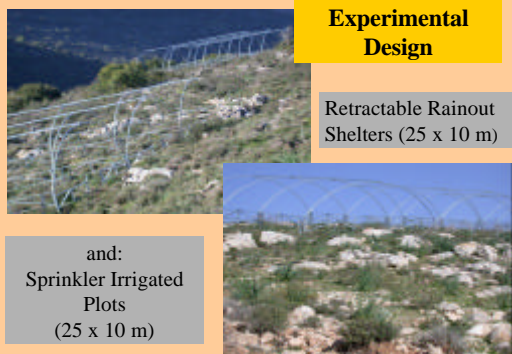 Experimental
Design
Retractable Rainout
Shelters (25 x 10 m)
and:
Sprinkler Irrigated
Plots
(25 x 10 m)